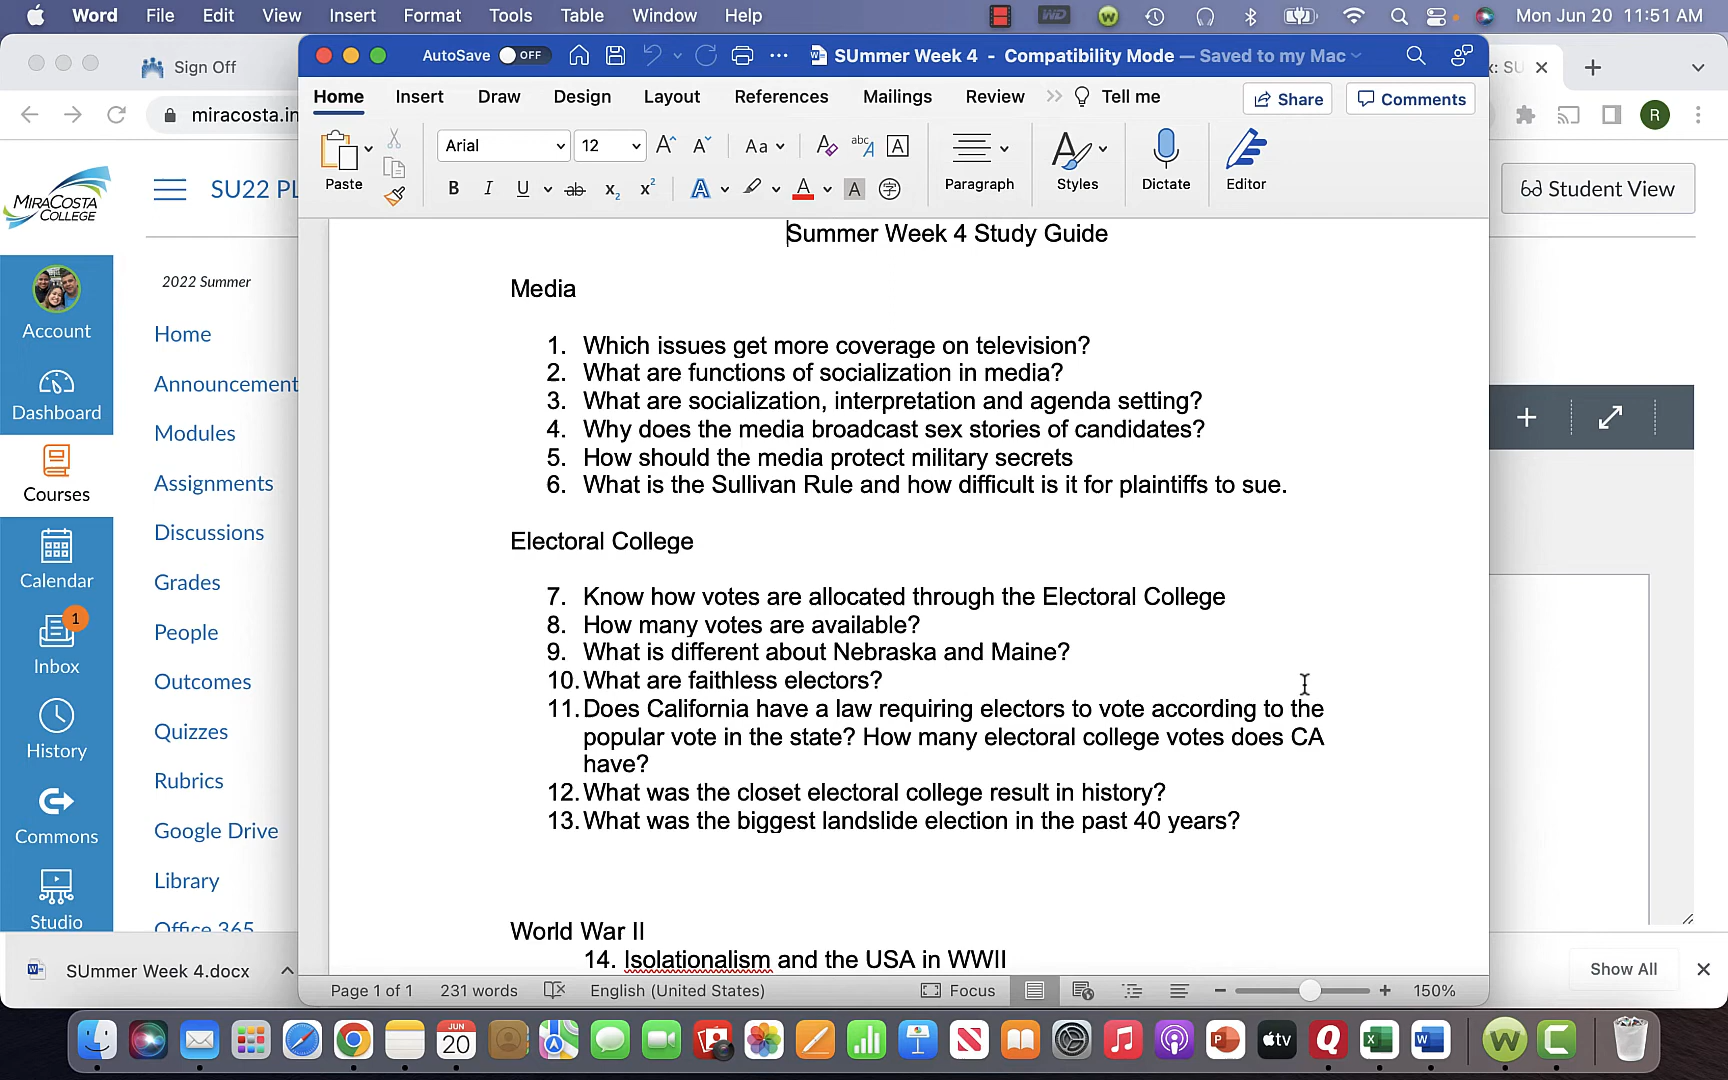 Word File Edit View Insert Format Tools Table Window Help Mon Jun 20 11:51 AM
Sign Off
AutoSave OFF SUmmer Week 4 - Compatibility Mode — Saved to my Mac
SU
miracosta.in
R
Home Insert Draw Design Layout References Mailings Review Tell me Share Comments
Arial 12
Paste Paragraph Styles Dictate Editor
MIRACOSTA COLLEGE
SU22 PL
Student View
2022 Summer
Account
Dashboard
Courses
Calendar
1
Inbox
History
Commons
Studio
Home
Announcement
Modules
Assignments
Discussions
Grades
People
Outcomes
Quizzes
Rubrics
Google Drive
Library
Office 365
Summer Week 4 Study Guide
Media
1. Which issues get more coverage on television?
2. What are functions of socialization in media?
3. What are socialization, interpretation and agenda setting?
4. Why does the media broadcast sex stories of candidates?
5. How should the media protect military secrets
6. What is the Sullivan Rule and how difficult is it for plaintiffs to sue.
Electoral College
7. Know how votes are allocated through the Electoral College
8. How many votes are available?
9. What is different about Nebraska and Maine?
10. What are faithless electors?
11. Does California have a law requiring electors to vote according to the
popular vote in the state? How many electoral college votes does CA
have?
12. What was the closet electoral college result in history?
13. What was the biggest landslide election in the past 40 years?
World War II
14. Isolationalism and the USA in WWII
Page 1 of 1 231 words English (United States) Focus 150%
SUmmer Week 4.docx
Show All
JUN
20
tv